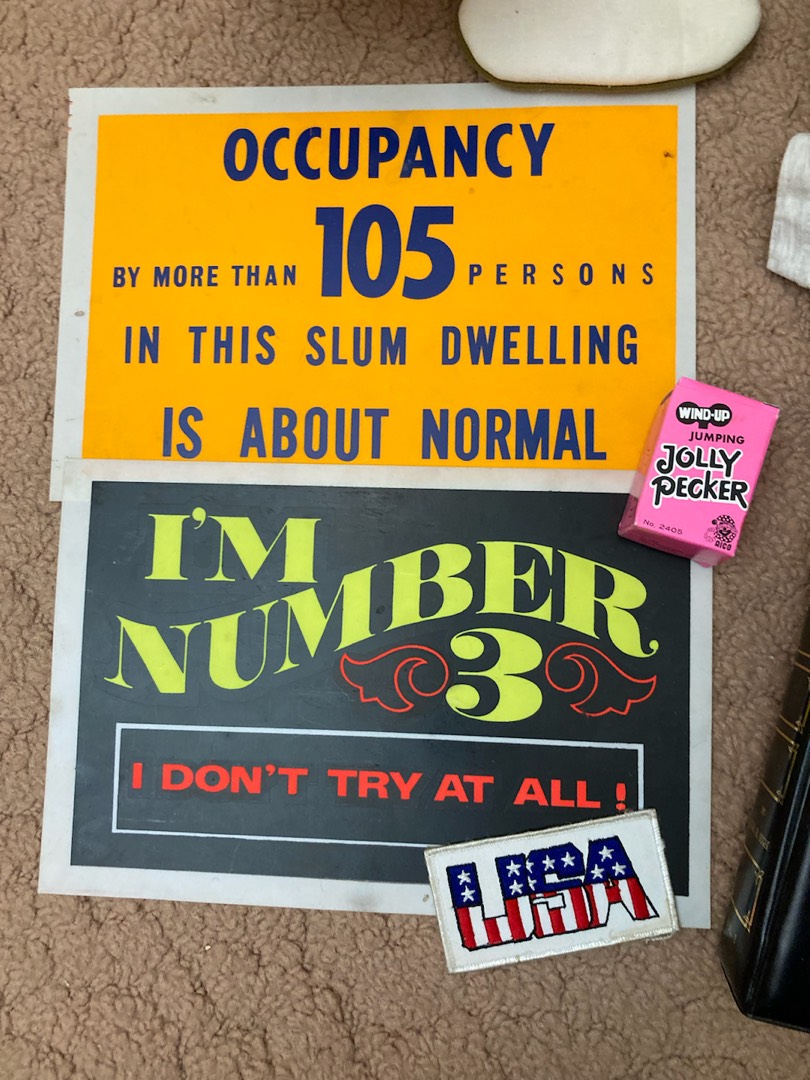 OCCUPANCY
BY MORE THAN 105 PERSONS
IN THIS SLUM DWELLING
IS ABOUT NORMAL
WIND-UP
JUMPING
JOLLY
PECKER
No. 2405
RICO
I'M
NUMBER
3
I DON'T TRY AT ALL!
USA